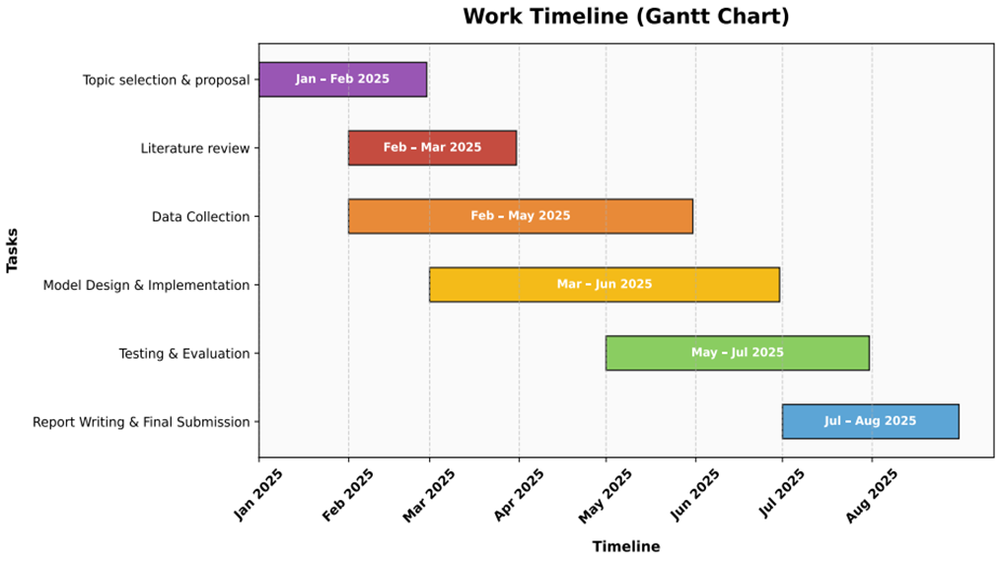 Work Timeline (Gantt Chart)
Topic selection & proposal
Jan – Feb 2025
Literature review
Feb – Mar 2025
Data Collection
Feb – May 2025
Tasks
Model Design & Implementation
Mar – Jun 2025
Testing & Evaluation
May – Jul 2025
Report Writing & Final Submission
Jul – Aug 2025
Jan 2025
Feb 2025
Mar 2025
Apr 2025
May 2025
Jun 2025
Jul 2025
Aug 2025
Timeline